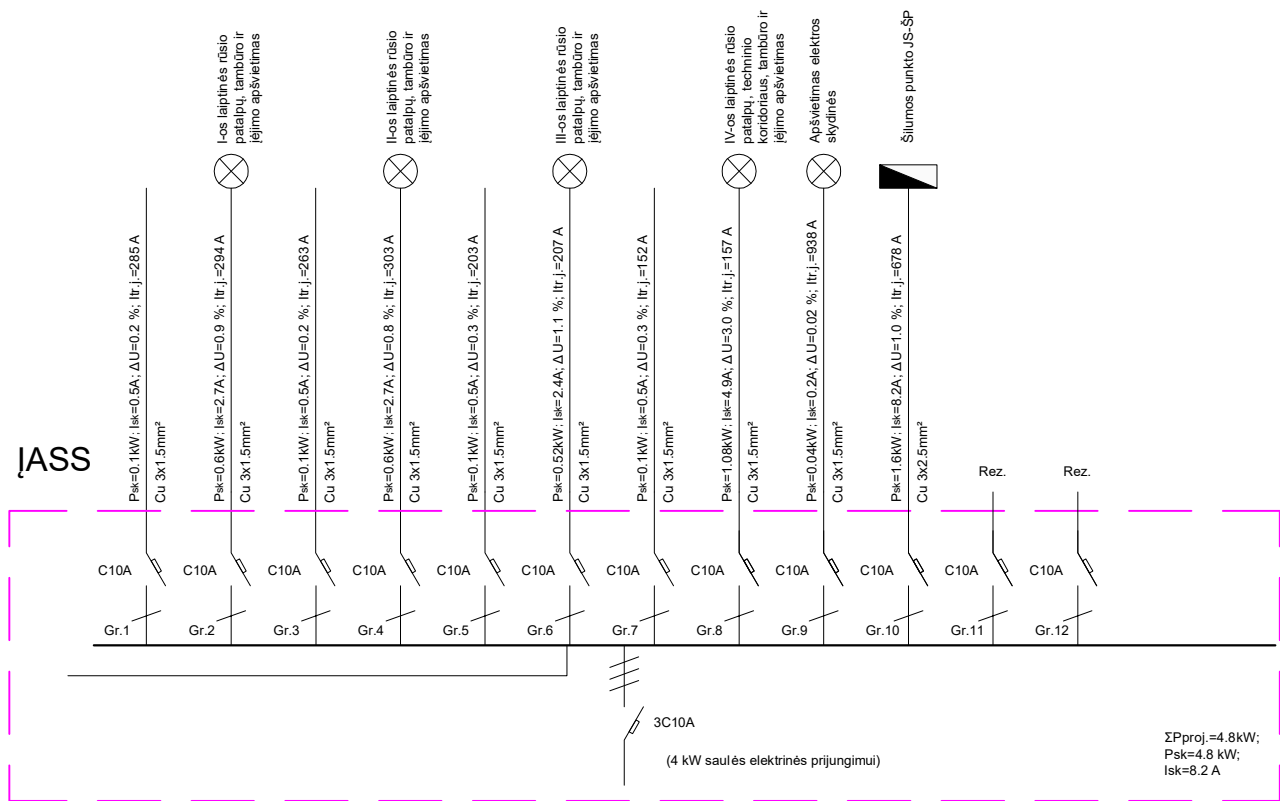 I-os laiptinės rūsio
patalpų, tambūro ir
įėjimo apšvietimas
II-os laiptinės rūsio
patalpų, tambūro ir
įėjimo apšvietimas
III-os laiptinės rūsio
patalpų, tambūro ir
įėjimo apšvietimas
IV-os laiptinės rūsio
patalpų, techninio
koridoriaus, tambūro ir
įėjimo apšvietimas
Apšvietimas elektros
skydinės
Šilumos punkto JS-ŠP
Psk=0.1kW; Isk=0.5A; ΔU=0.2 %; Itr.j.=285 A
Psk=0.6kW; Isk=2.7A; ΔU=0.9 %; Itr.j.=294 A
Cu 3x1.5mm²
Cu 3x1.5mm²
Psk=0.1kW; Isk=0.5A; ΔU=0.2 %; Itr.j.=263 A
Cu 3x1.5mm²
Psk=0.6kW; Isk=2.7A; ΔU=0.8 %; Itr.j.=303 A
Cu 3x1.5mm²
Psk=0.1kW; Isk=0.5A; ΔU=0.3 %; Itr.j.=203 A
Cu 3x1.5mm²
Psk=0.52kW; Isk=2.4A; ΔU=1.1 %; Itr.j.=207 A
Cu 3x1.5mm²
Psk=0.1kW; Isk=0.5A; ΔU=0.3 %; Itr.j.=152 A
Cu 3x1.5mm²
Psk=1.08kW; Isk=4.9A; ΔU=3.0 %; Itr.j.=157 A
Cu 3x1.5mm²
Psk=0.04kW; Isk=0.2A; ΔU=0.02 %; Itr.j.=938 A
Cu 3x1.5mm²
Psk=1.6kW; Isk=8.2A; ΔU=1.0 %; Itr.j.=678 A
Cu 3x2.5mm²
Rez.
Rez.
ĮASS
C10A
C10A
C10A
C10A
C10A
C10A
C10A
C10A
C10A
C10A
C10A
C10A
Gr.1
Gr.2
Gr.3
Gr.4
Gr.5
Gr.6
Gr.7
Gr.8
Gr.9
Gr.10
Gr.11
Gr.12
3C10A
(4 kW saulės elektrinės prijungimui)
ΣPproj.=4.8kW;
Psk=4.8 kW;
Isk=8.2 A